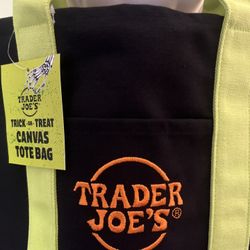 TRADER
JOE'S
TRICK-OR-TREAT
CANVAS
TOTE BAG
TRADER
JOE'S®